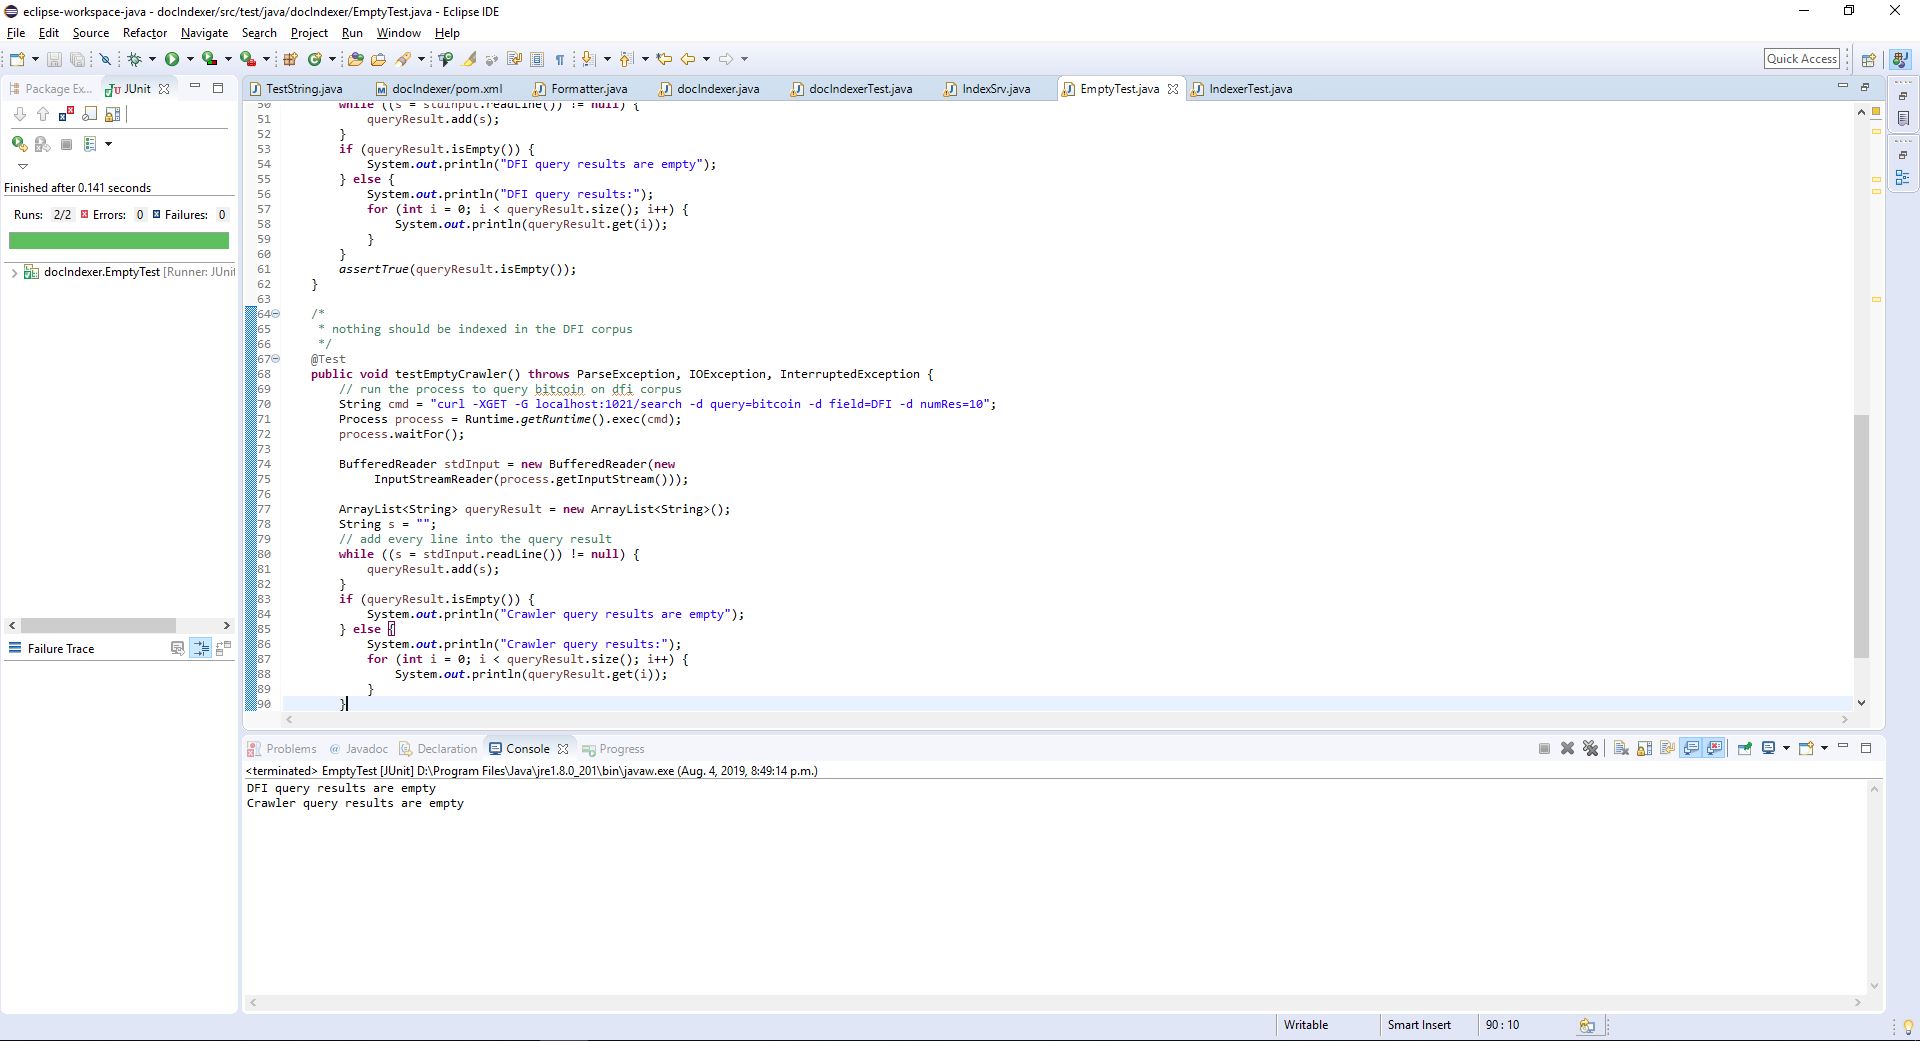 eclipse-workspace-java - docIndexer/src/test/java/docIndexer/EmptyTest.java - Eclipse IDE
File Edit Source Refactor Navigate Search Project Run Window Help
Quick Access
Package Ex... JUnit
TestString.java docIndexer/pom.xml Formatter.java docIndexer.java docIndexerTest.java IndexSrv.java EmptyTest.java IndexerTest.java
Finished after 0.141 seconds
Runs: 2/2 Errors: 0 Failures: 0
docIndexer.EmptyTest [Runner: JUnit
Failure Trace
50 while ((s = stdInput.readLine()) != null) {
51 queryResult.add(s);
52 }
53 if (queryResult.isEmpty()) {
54 System.out.println("DFI query results are empty");
55 } else {
56 System.out.println("DFI query results:");
57 for (int i = 0; i < queryResult.size(); i++) {
58 System.out.println(queryResult.get(i));
59 }
60 }
61 assertTrue(queryResult.isEmpty());
62 }
63
64 /*
65 * nothing should be indexed in the DFI corpus
66 */
67 @Test
68 public void testEmptyCrawler() throws ParseException, IOException, InterruptedException {
69 // run the process to query bitcoin on dfi corpus
70 String cmd = "curl -XGET -G localhost:1021/search -d query=bitcoin -d field=DFI -d numRes=10";
71 Process process = Runtime.getRuntime().exec(cmd);
72 process.waitFor();
73
74 BufferedReader stdInput = new BufferedReader(new
75 InputStreamReader(process.getInputStream()));
76
77 ArrayList<String> queryResult = new ArrayList<String>();
78 String s = "";
79 // add every line into the query result
80 while ((s = stdInput.readLine()) != null) {
81 queryResult.add(s);
82 }
83 if (queryResult.isEmpty()) {
84 System.out.println("Crawler query results are empty");
85 } else {
86 System.out.println("Crawler query results:");
87 for (int i = 0; i < queryResult.size(); i++) {
88 System.out.println(queryResult.get(i));
89 }
90 }
Problems @ Javadoc Declaration Console Progress
<terminated> EmptyTest [JUnit] D:\Program Files\Java\jre1.8.0_201\bin\javaw.exe (Aug. 4, 2019, 8:49:14 p.m.)
DFI query results are empty
Crawler query results are empty
Writable Smart Insert 90 : 10